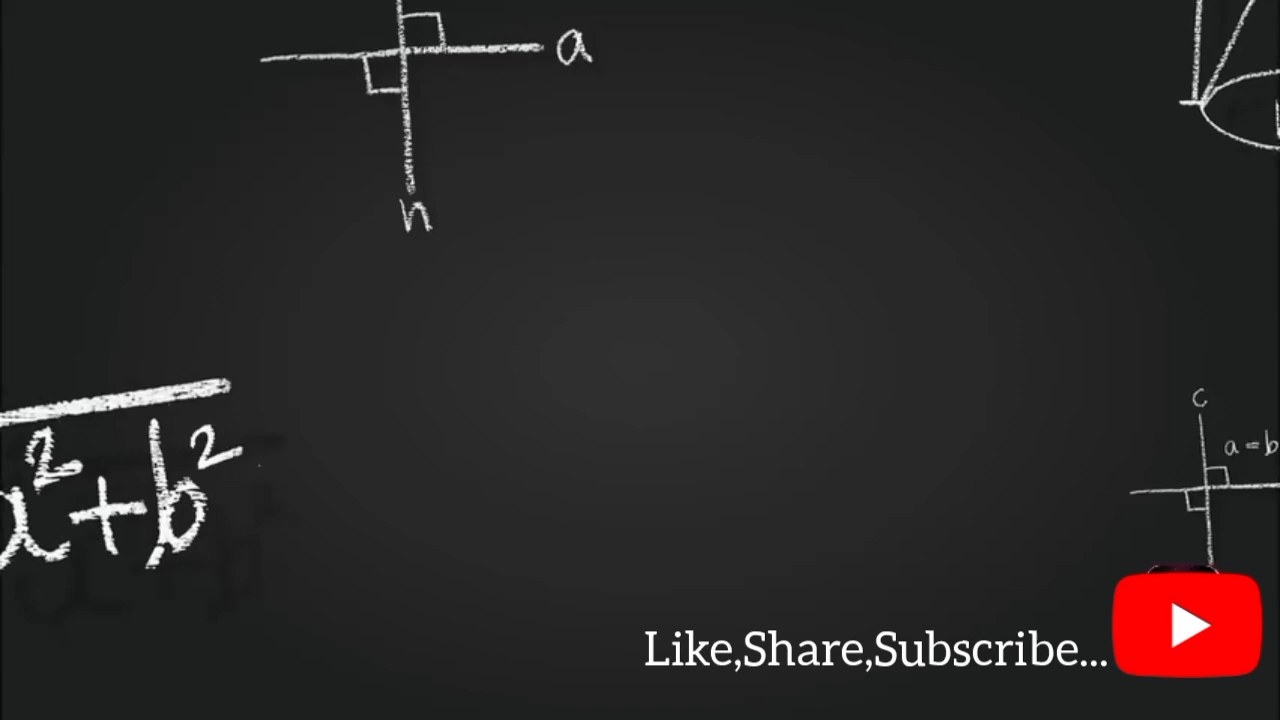 a
n
c
a = b
a²+b²
Like,Share,Subscribe...